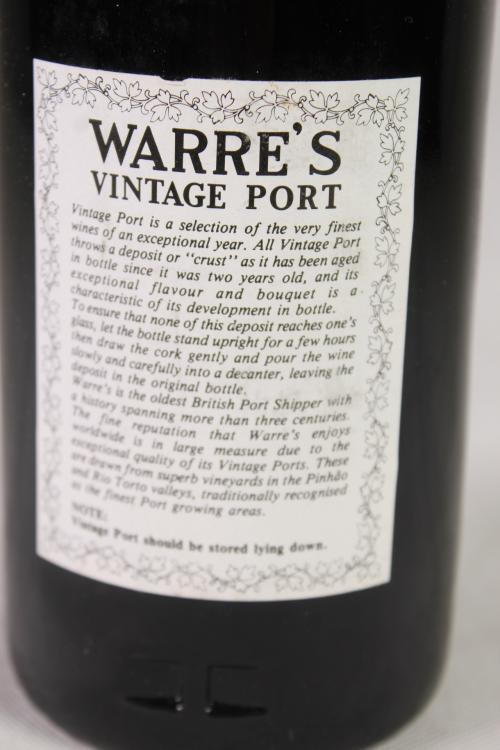 WARRE'S
VINTAGE PORT
Vintage Port is a selection of the very finest
wines of an exceptional year. All Vintage Port
throws a deposit or "crust" as it has been aged
in bottle since it was two years old, and its
exceptional flavour and bouquet is a
characteristic of its development in bottle.
To ensure that none of this deposit reaches one's
glass, let the bottle stand upright for a few hours
then draw the cork gently and pour the wine
slowly and carefully into a decanter, leaving the
deposit in the original bottle.
Warre's is the oldest British Port Shipper with
a history spanning more than three centuries.
The fine reputation that Warre's enjoys
worldwide is in large measure due to the
exceptional quality of its Vintage Ports. These
are drawn from superb vineyards in the Pinhão
and Rio Torto valleys, traditionally recognised
as the finest Port growing areas.
NOTE:
Vintage Port should be stored lying down.